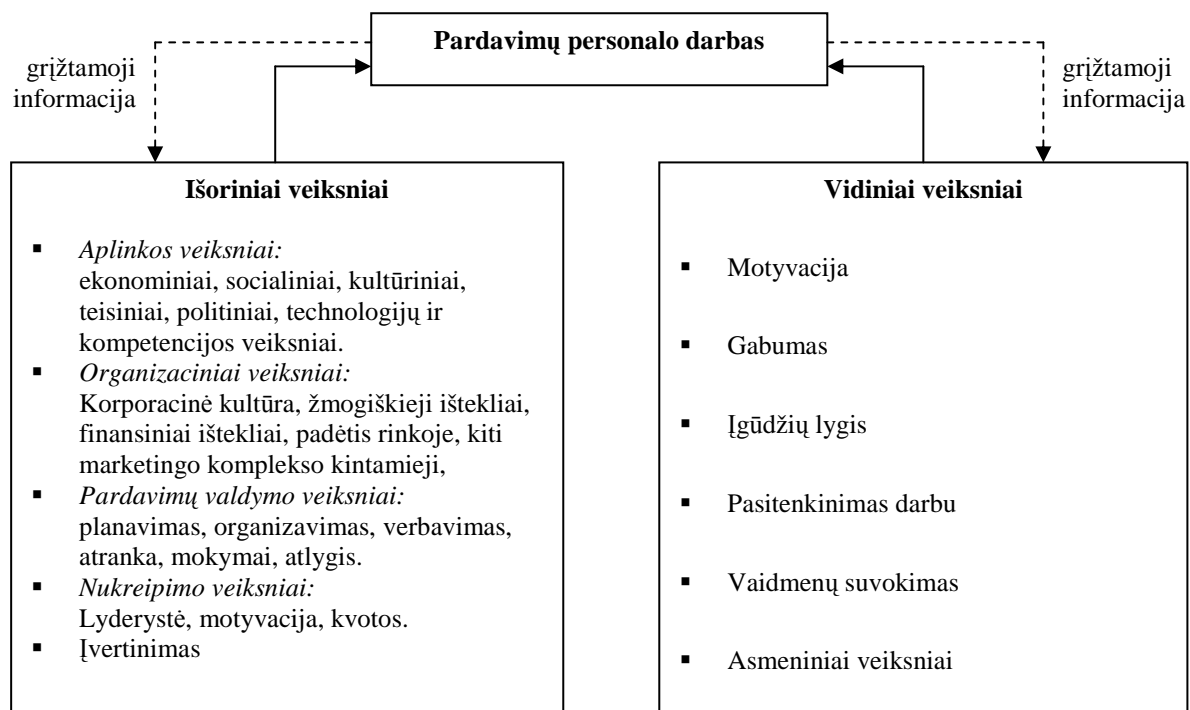 Pardavimų personalo darbas
grįžtamoji
informacija
grįžtamoji
informacija
Išoriniai veiksniai
▪ Aplinkos veiksniai:
ekonominiai, socialiniai, kultūriniai,
teisiniai, politiniai, technologijų ir
kompetencijos veiksniai.
▪ Organizaciniai veiksniai:
Korporacinė kultūra, žmogiškieji ištekliai,
finansiniai ištekliai, padėtis rinkoje, kiti
marketingo komplekso kintamieji,
▪ Pardavimų valdymo veiksniai:
planavimas, organizavimas, verbavimas,
atranka, mokymai, atlygis.
▪ Nukreipimo veiksniai:
Lyderystė, motyvacija, kvotos.
▪ Įvertinimas
Vidiniai veiksniai
▪ Motyvacija
▪ Gabumas
▪ Įgūdžių lygis
▪ Pasitenkinimas darbu
▪ Vaidmenų suvokimas
▪ Asmeniniai veiksniai